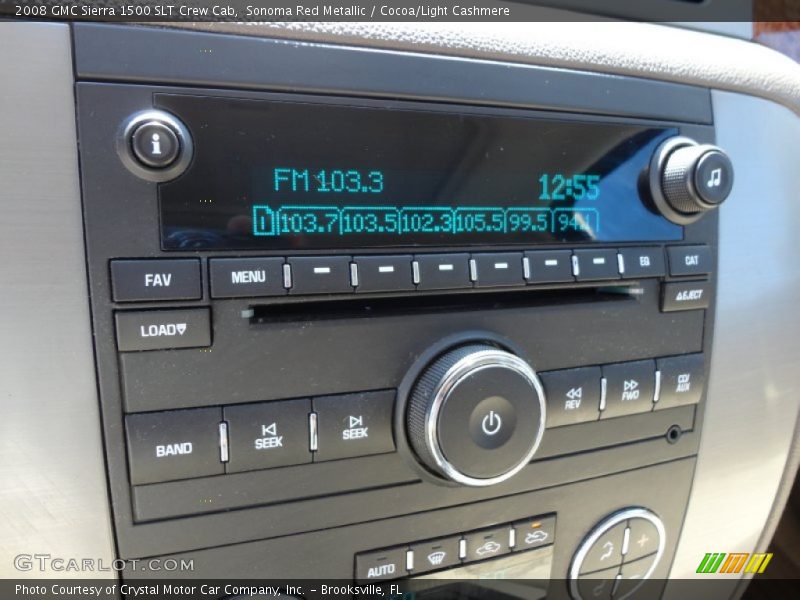 2008 GMC Sierra 1500 SLT Crew Cab, Sonoma Red Metallic / Cocoa/Light Cashmere
i
FM 103.3 12:55
1 103.7 103.5 102.3 105.5 99.5
FAV MENU EQ CAT
LOAD EJECT
BAND SEEK SEEK REV FWD CD/AUX
AUTO
GTCarlot.com
Photo Courtesy of Crystal Motor Car Company, Inc. – Brooksville, FL